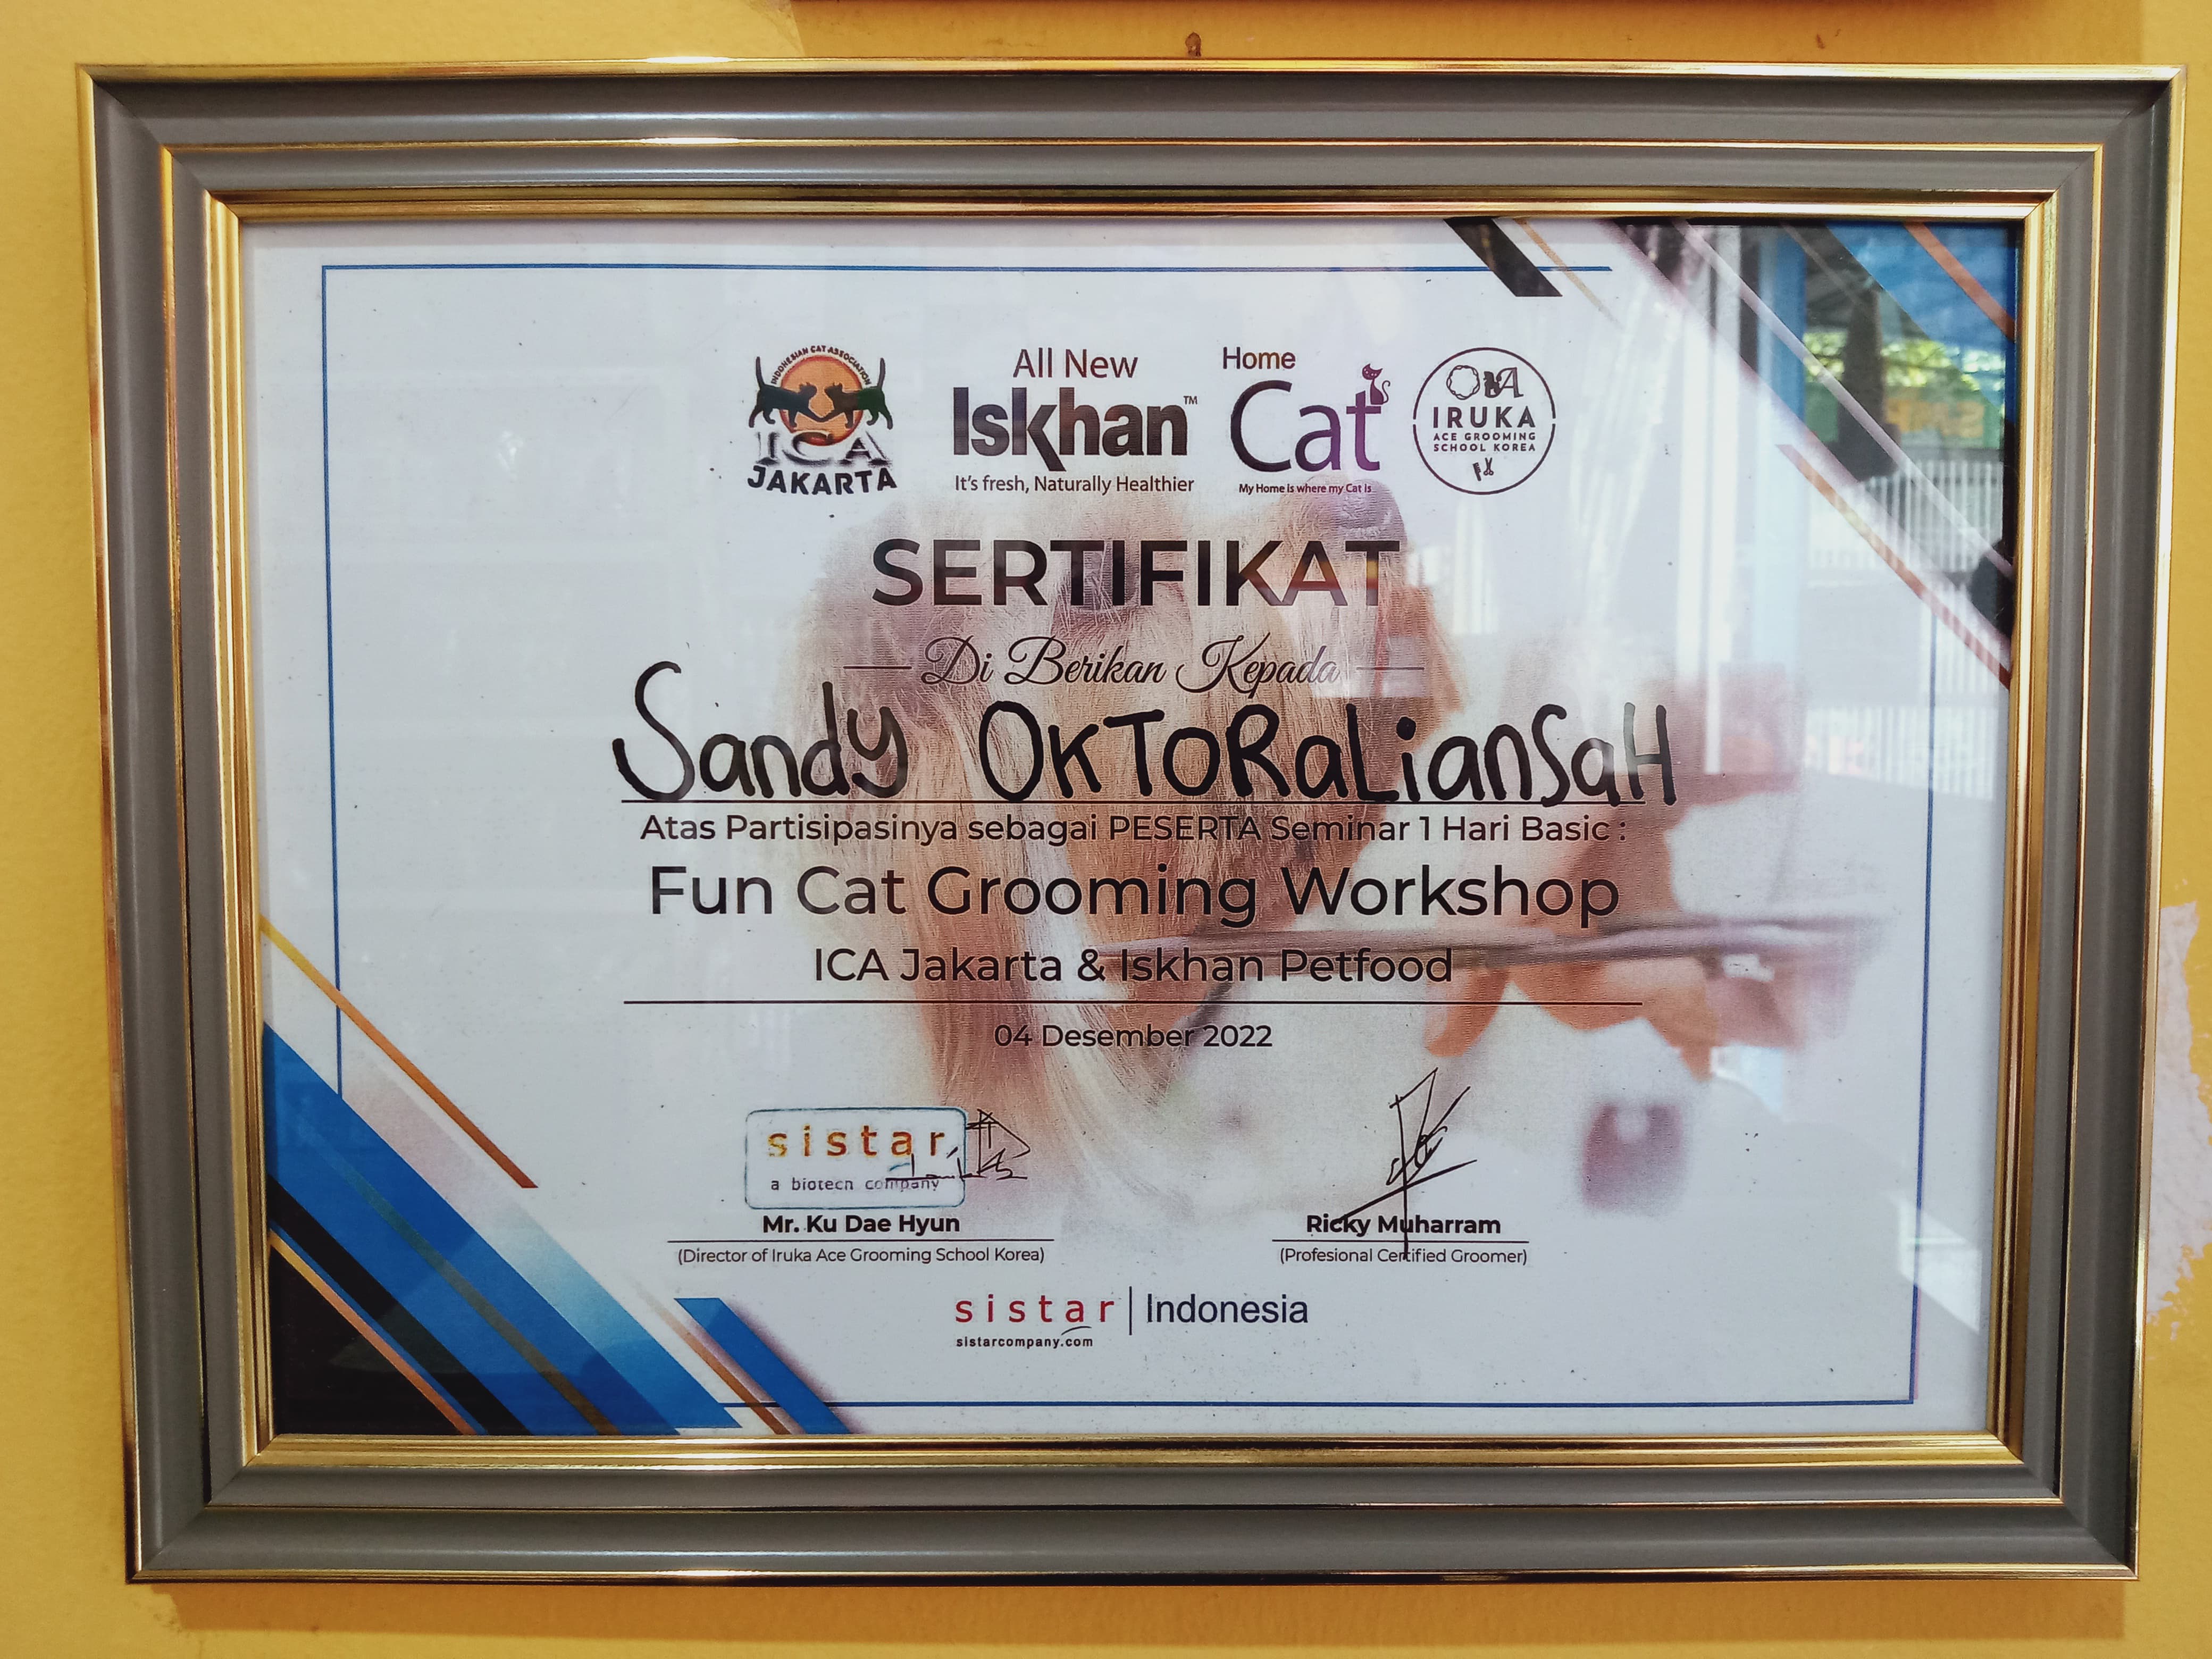 INDONESIAN CAT ASSOCIATION
ICA
JAKARTA
All New
Iskhan™
It's fresh, Naturally Healthier
Home
Cat
My Home is where my Cat is
IRUKA
ACE GROOMING
SCHOOL KOREA
SERTIFIKAT
Di Berikan Kepada
Sandy OKTORaLianSaH
Atas Partisipasinya sebagai PESERTA Seminar 1 Hari Basic :
Fun Cat Grooming Workshop
ICA Jakarta & Iskhan Petfood
04 Desember 2022
sistar
a biotech company
Mr. Ku Dae Hyun
(Director of Iruka Ace Grooming School Korea)
Ricky Muharram
(Profesional Certified Groomer)
sistar | Indonesia
sistarcompany.com